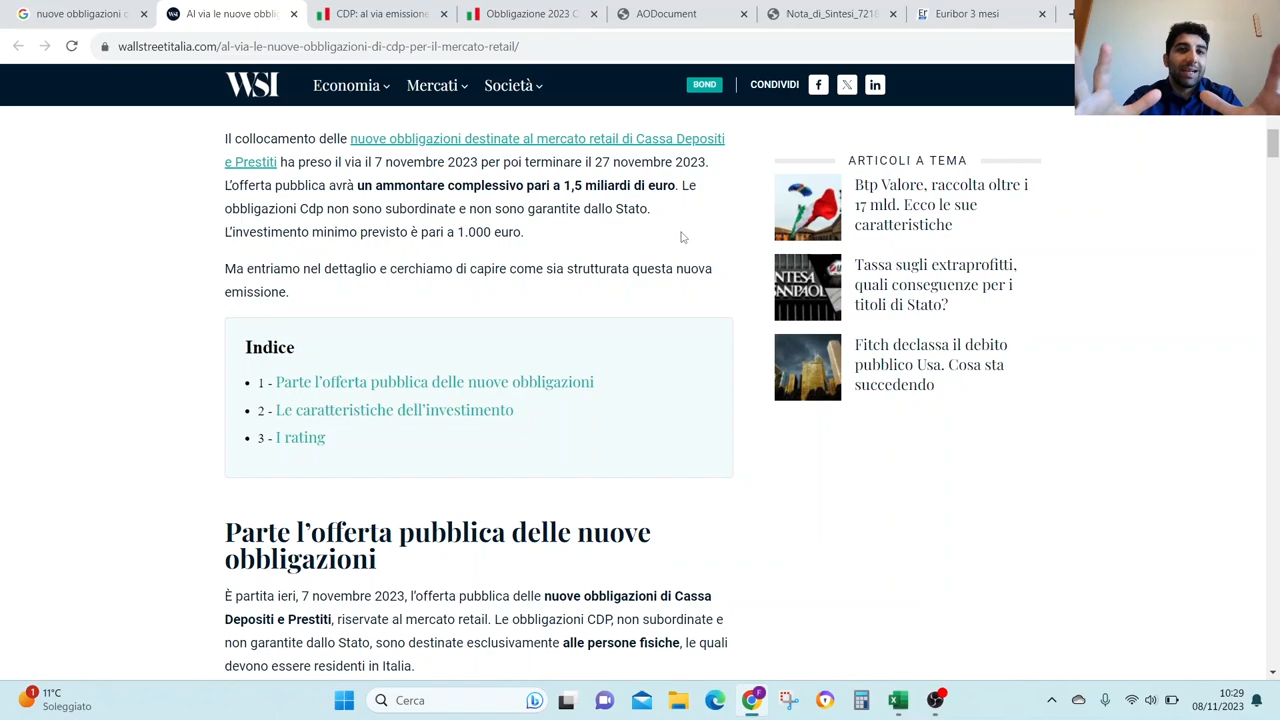 nuove obbligazioni c
Al via le nuove obblig
CDP: al via emissione
Obbligazione 2023 C
AODocument
Nota_di_Sintesi_7218
Euribor 3 mesi
wallstreetitalia.com/al-via-le-nuove-obbligazioni-di-cdp-per-il-mercato-retail/
WSI
Economia
Mercati
Società
BOND
CONDIVIDI
Il collocamento delle nuove obbligazioni destinate al mercato retail di Cassa Depositi
e Prestiti ha preso il via il 7 novembre 2023 per poi terminare il 27 novembre 2023.
L’offerta pubblica avrà un ammontare complessivo pari a 1,5 miliardi di euro. Le
obbligazioni Cdp non sono subordinate e non sono garantite dallo Stato.
L’investimento minimo previsto è pari a 1.000 euro.
Ma entriamo nel dettaglio e cerchiamo di capire come sia strutturata questa nuova
emissione.
Indice
1 - Parte l’offerta pubblica delle nuove obbligazioni
2 - Le caratteristiche dell’investimento
3 - I rating
Parte l’offerta pubblica delle nuove
obbligazioni
È partita ieri, 7 novembre 2023, l’offerta pubblica delle nuove obbligazioni di Cassa
Depositi e Prestiti, riservate al mercato retail. Le obbligazioni CDP, non subordinate e
non garantite dallo Stato, sono destinate esclusivamente alle persone fisiche, le quali
devono essere residenti in Italia.
ARTICOLI A TEMA
Btp Valore, raccolta oltre i
17 mld. Ecco le sue
caratteristiche
NTESA
SANPAOLO
Tassa sugli extraprofitti,
quali conseguenze per i
titoli di Stato?
Fitch declassa il debito
pubblico Usa. Cosa sta
succedendo
1
11°C
Soleggiato
Cerca
10:29
08/11/2023